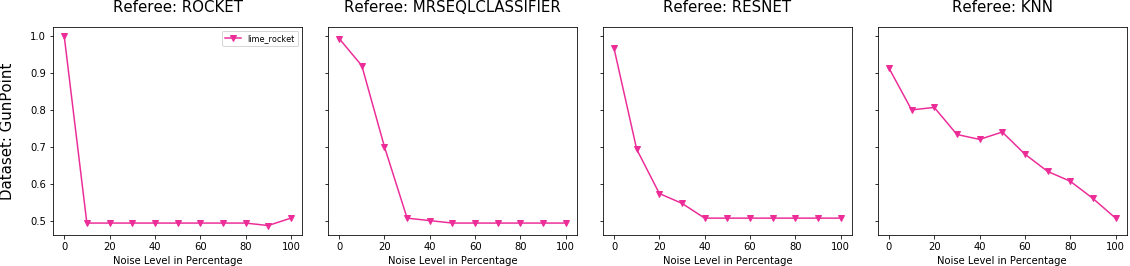 Referee: ROCKET
Referee: MRSEQLCLASSIFIER
Referee: RESNET
Referee: KNN
Dataset: GunPoint
lime_rocket
1.0
0.9
0.8
0.7
0.6
0.5
0 20 40 60 80 100
0 20 40 60 80 100
0 20 40 60 80 100
0 20 40 60 80 100
Noise Level in Percentage
Noise Level in Percentage
Noise Level in Percentage
Noise Level in Percentage